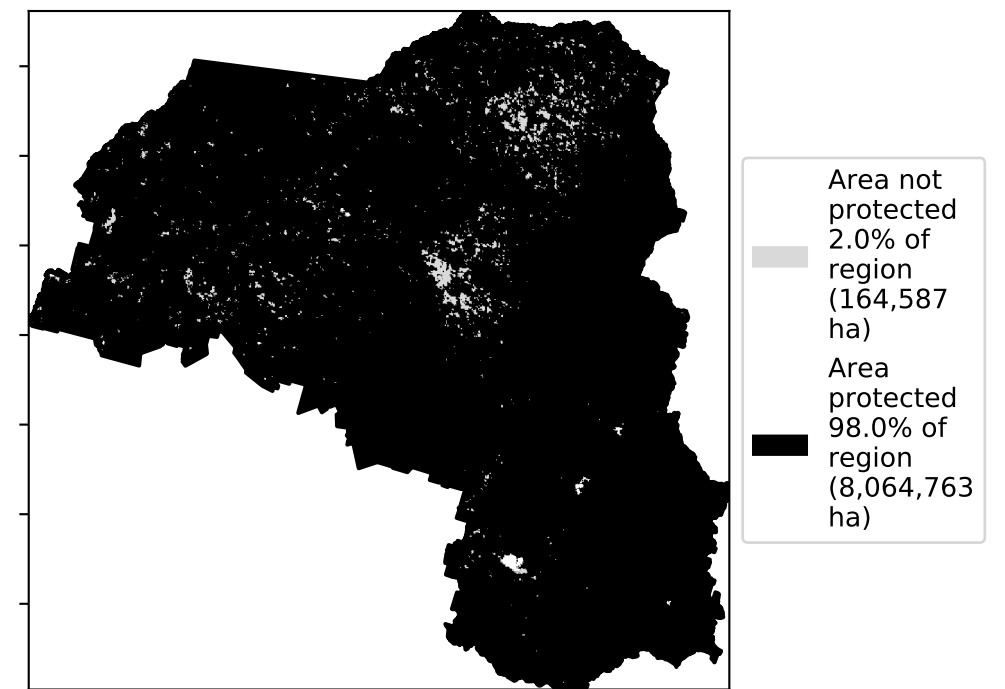 Area not
protected
2.0% of
region
(164,587
ha)
Area
protected
98.0% of
region
(8,064,763
ha)